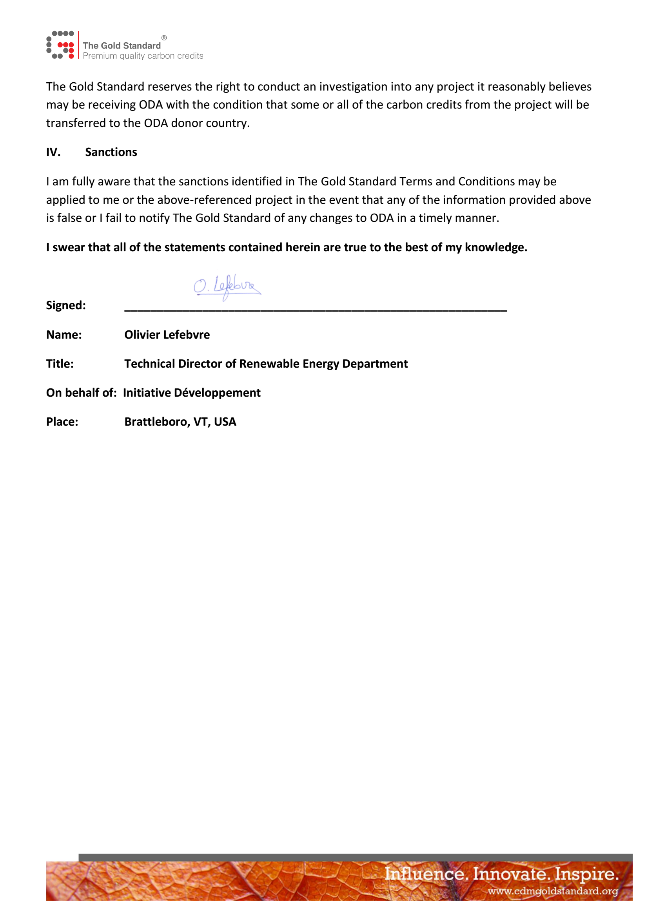 The Gold Standard®
Premium quality carbon credits
The Gold Standard reserves the right to conduct an investigation into any project it reasonably believes
may be receiving ODA with the condition that some or all of the carbon credits from the project will be
transferred to the ODA donor country.
IV. Sanctions
I am fully aware that the sanctions identified in The Gold Standard Terms and Conditions may be
applied to me or the above-referenced project in the event that any of the information provided above
is false or I fail to notify The Gold Standard of any changes to ODA in a timely manner.
I swear that all of the statements contained herein are true to the best of my knowledge.
O. Lefebvre
Signed:
Name: Olivier Lefebvre
Title: Technical Director of Renewable Energy Department
On behalf of: Initiative Développement
Place: Brattleboro, VT, USA
Influence. Innovate. Inspire.
www.cdmgoldstandard.org